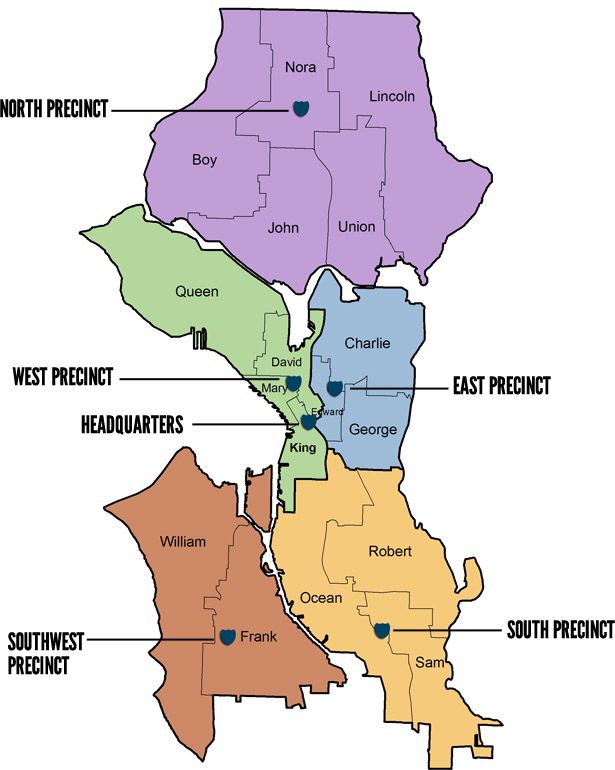 Nora
Lincoln
NORTH PRECINCT
Boy
John
Union
Queen
Charlie
David
WEST PRECINCT
Mary
EAST PRECINCT
Edward
HEADQUARTERS
George
King
William
Robert
Ocean
SOUTHWEST
PRECINCT
Frank
SOUTH PRECINCT
Sam